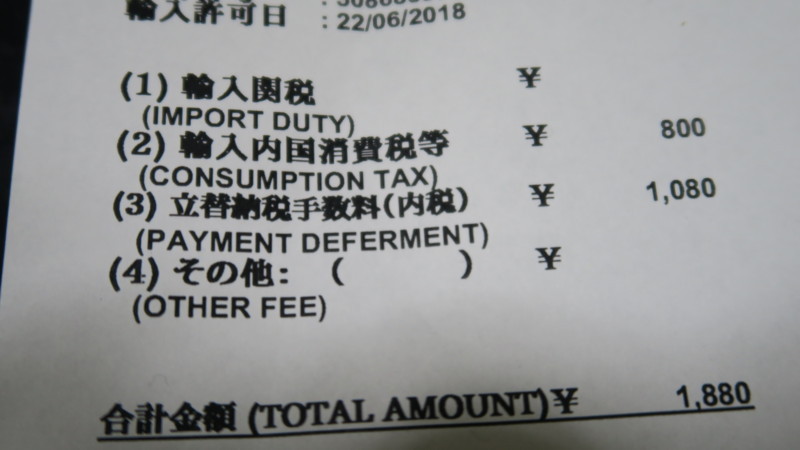 輸入許可日 : 22/06/2018
(1) 輸入関税 ¥
(IMPORT DUTY)
(2) 輸入内国消費税等 ¥ 800
(CONSUMPTION TAX)
(3) 立替納税手数料(内税) ¥ 1,080
(PAYMENT DEFERMENT)
(4) その他: ( ) ¥
(OTHER FEE)
合計金額 (TOTAL AMOUNT)¥ 1,880